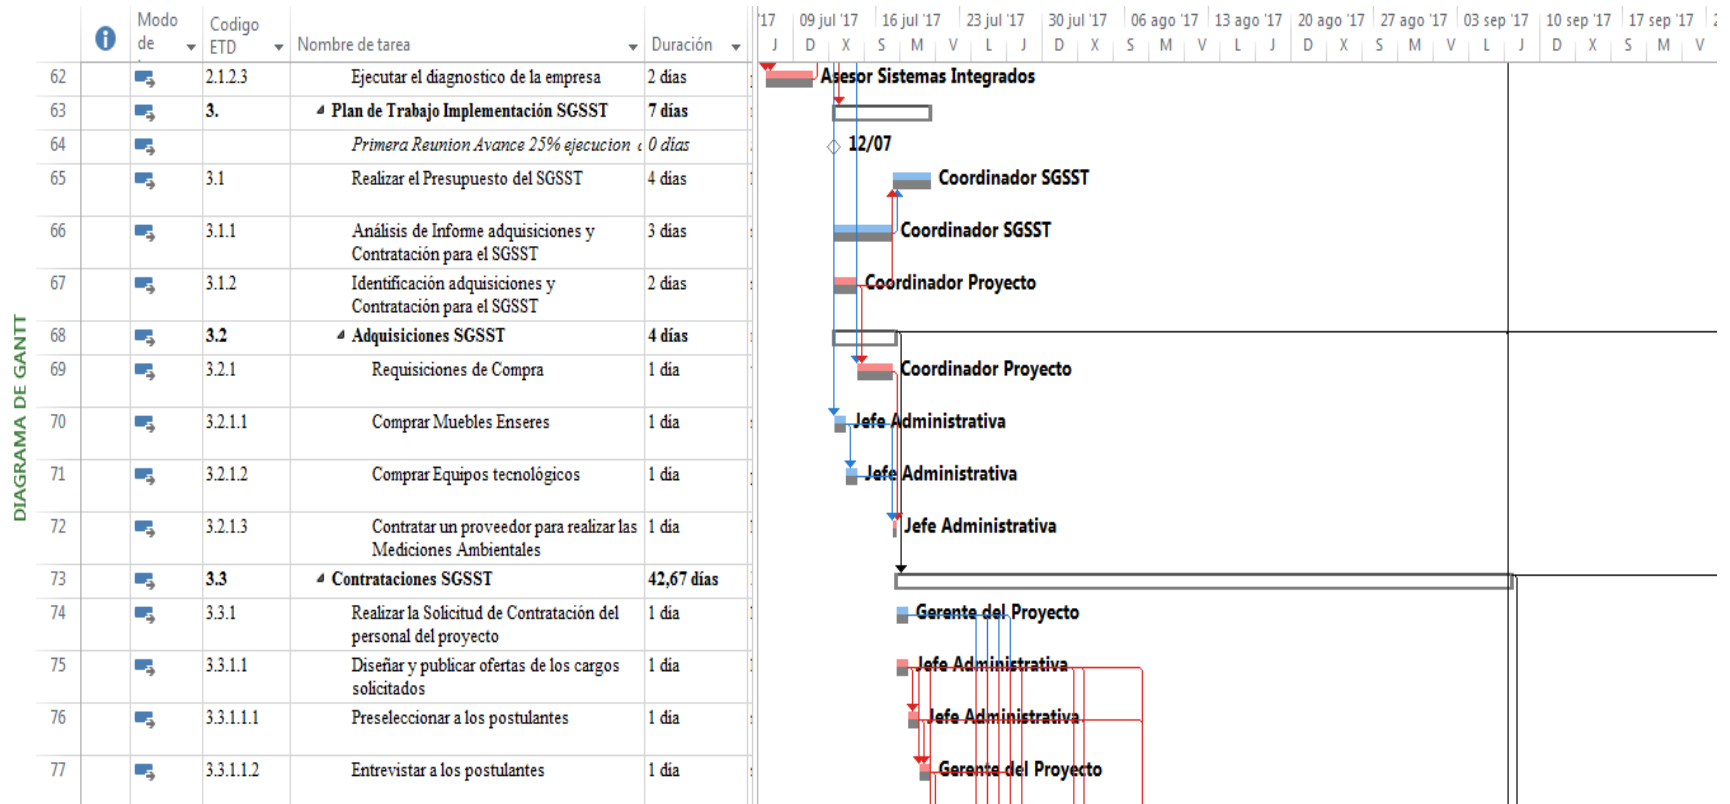 DIAGRAMA DE GANTT
Modo de
Codigo ETD
Nombre de tarea
Duración
'17
09 jul '17
16 jul '17
23 jul '17
30 jul '17
06 ago '17
13 ago '17
20 ago '17
27 ago '17
03 sep '17
10 sep '17
17 sep '17
J D X S M V L J D X S M V L J D X S M V L J D X S M V
62 2.1.2.3 Ejecutar el diagnostico de la empresa 2 días Asesor Sistemas Integrados
63 3. Plan de Trabajo Implementación SGSST 7 días
64 Primera Reunion Avance 25% ejecucion 0 días 12/07
65 3.1 Realizar el Presupuesto del SGSST 4 días Coordinador SGSST
66 3.1.1 Análisis de Informe adquisiciones y 3 días Coordinador SGSST
Contratación para el SGSST
67 3.1.2 Identificación adquisiciones y 2 días Coordinador Proyecto
Contratación para el SGSST
68 3.2 Adquisiciones SGSST 4 días
69 3.2.1 Requisiciones de Compra 1 día Coordinador Proyecto
70 3.2.1.1 Comprar Muebles Enseres 1 día Jefe Administrativa
71 3.2.1.2 Comprar Equipos tecnológicos 1 día Jefe Administrativa
72 3.2.1.3 Contratar un proveedor para realizar las 1 día Jefe Administrativa
Mediciones Ambientales
73 3.3 Contrataciones SGSST 42,67 días
74 3.3.1 Realizar la Solicitud de Contratación del 1 día Gerente del Proyecto
personal del proyecto
75 3.3.1.1 Diseñar y publicar ofertas de los cargos 1 día Jefe Administrativa
solicitados
76 3.3.1.1.1 Preseleccionar a los postulantes 1 día Jefe Administrativa
77 3.3.1.1.2 Entrevistar a los postulantes 1 día Gerente del Proyecto